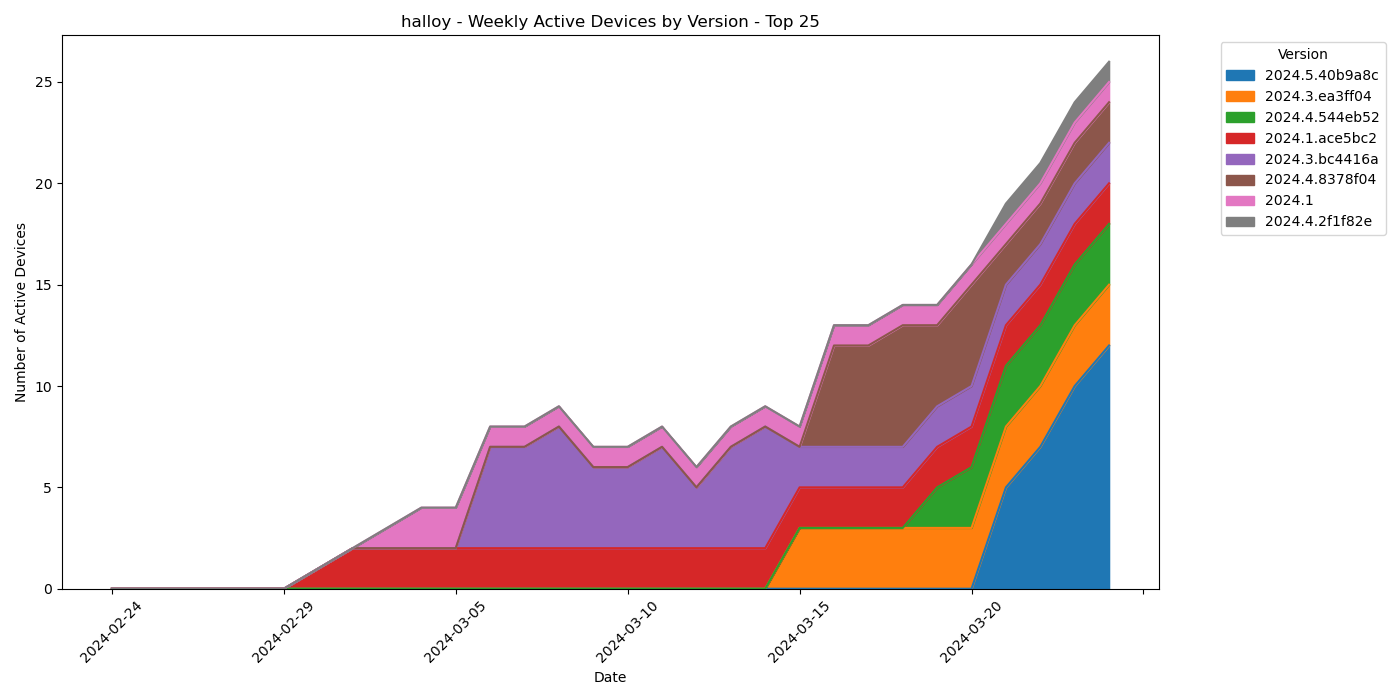 halloy - Weekly Active Devices by Version - Top 25
Number of Active Devices
25
20
15
10
5
0
2024-02-24
2024-02-29
2024-03-05
2024-03-10
2024-03-15
2024-03-20
Date
Version
2024.5.40b9a8c
2024.3.ea3ff04
2024.4.544eb52
2024.1.ace5bc2
2024.3.bc4416a
2024.4.8378f04
2024.1
2024.4.2f1f82e